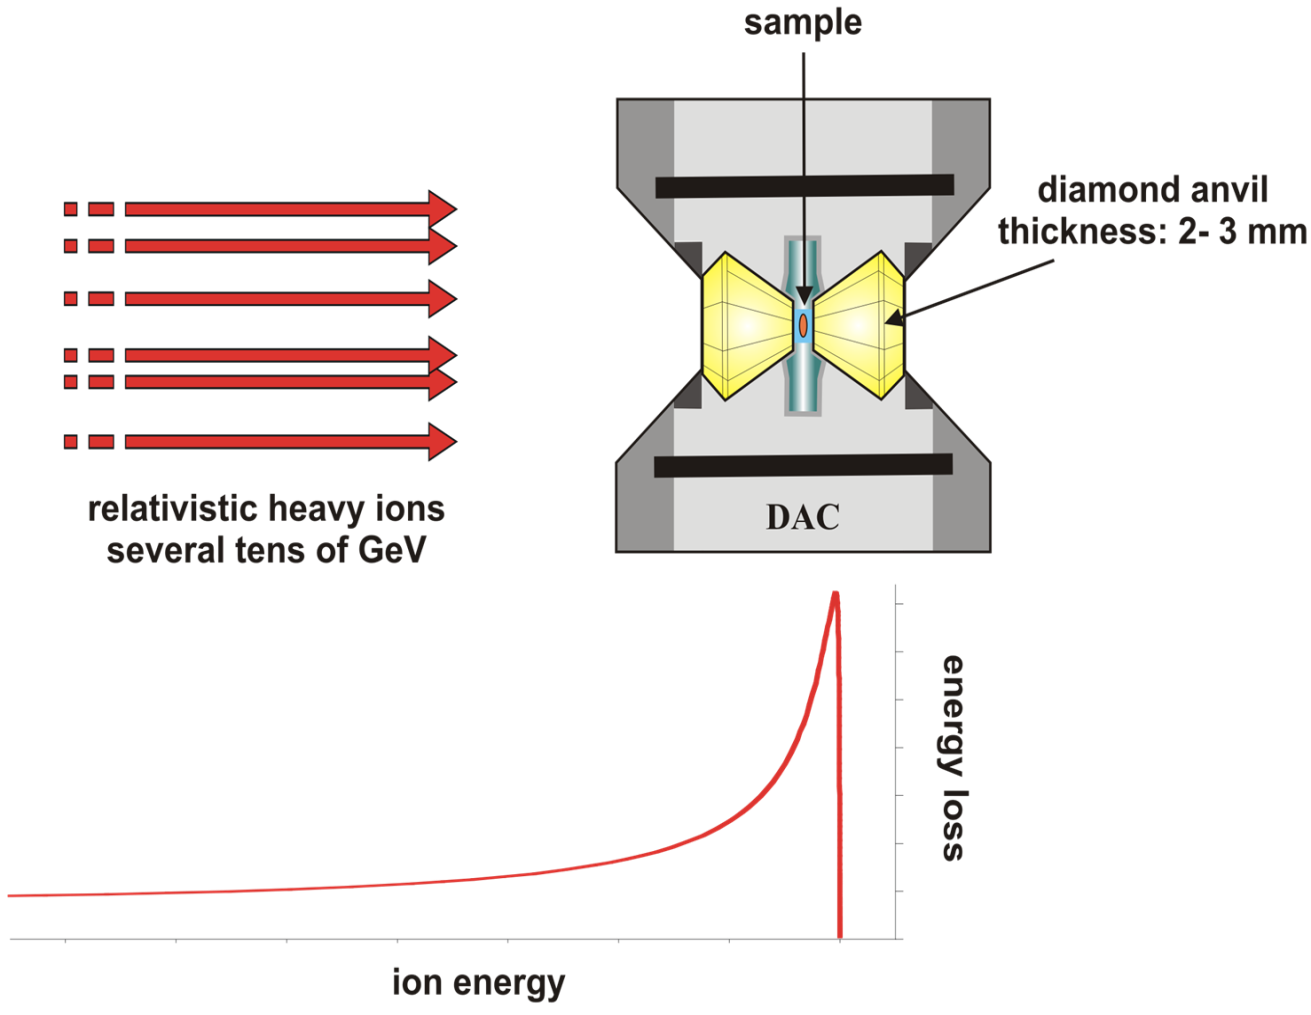 sample
diamond anvil
thickness: 2- 3 mm
relativistic heavy ions
several tens of GeV
DAC
energy loss
ion energy